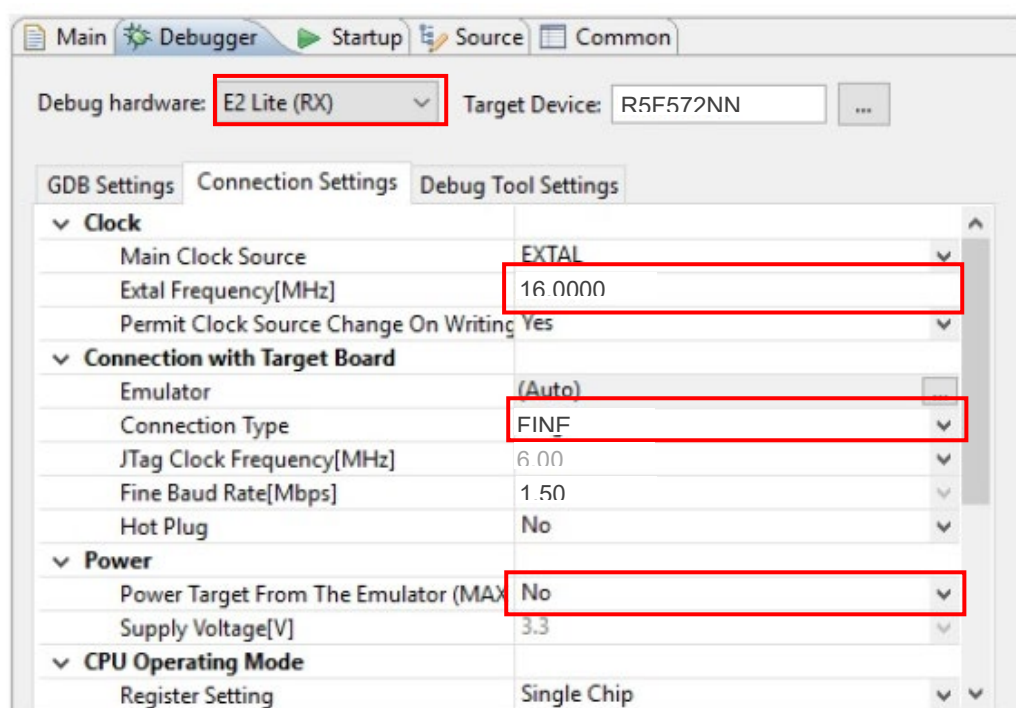 Main Debugger Startup Source Common
Debug hardware: E2 Lite (RX) Target Device: R5F572NN ...
GDB Settings Connection Settings Debug Tool Settings
Clock
Main Clock Source EXTAL
Extal Frequency[MHz] 16.0000
Permit Clock Source Change On Writing Yes
Connection with Target Board
Emulator (Auto) ...
Connection Type FINE
JTag Clock Frequency[MHz] 6.00
Fine Baud Rate[Mbps] 1.50
Hot Plug No
Power
Power Target From The Emulator (MAX No
Supply Voltage[V] 3.3
CPU Operating Mode
Register Setting Single Chip